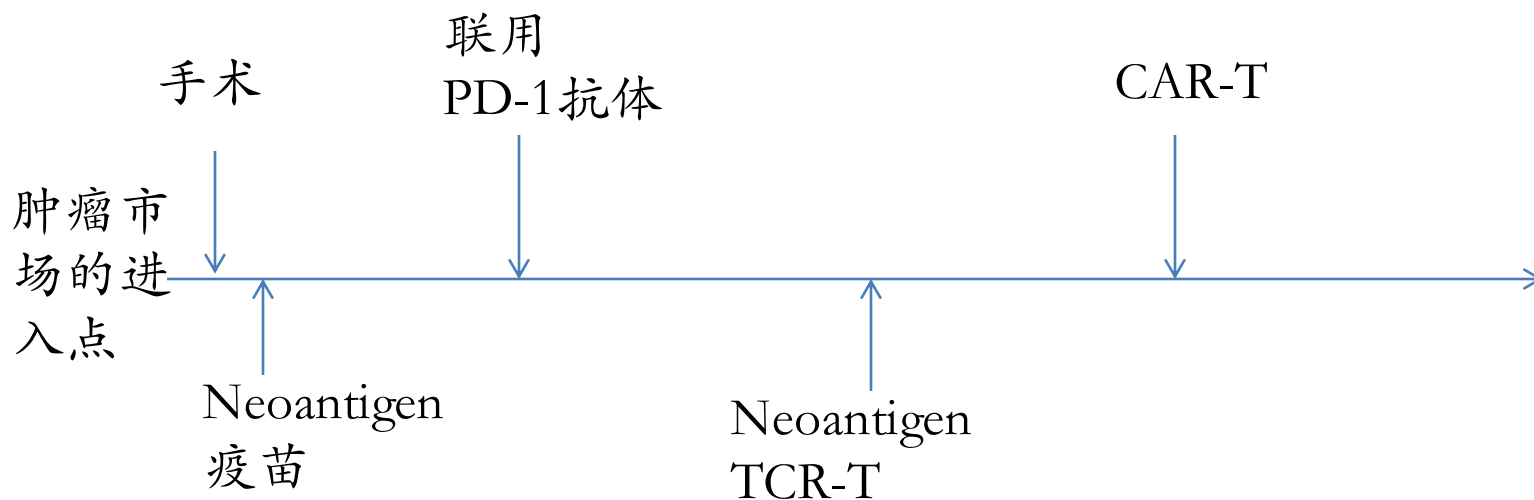 手术
联用
PD-1抗体
CAR-T
肿瘤市
场的进
入点
Neoantigen
疫苗
Neoantigen
TCR-T